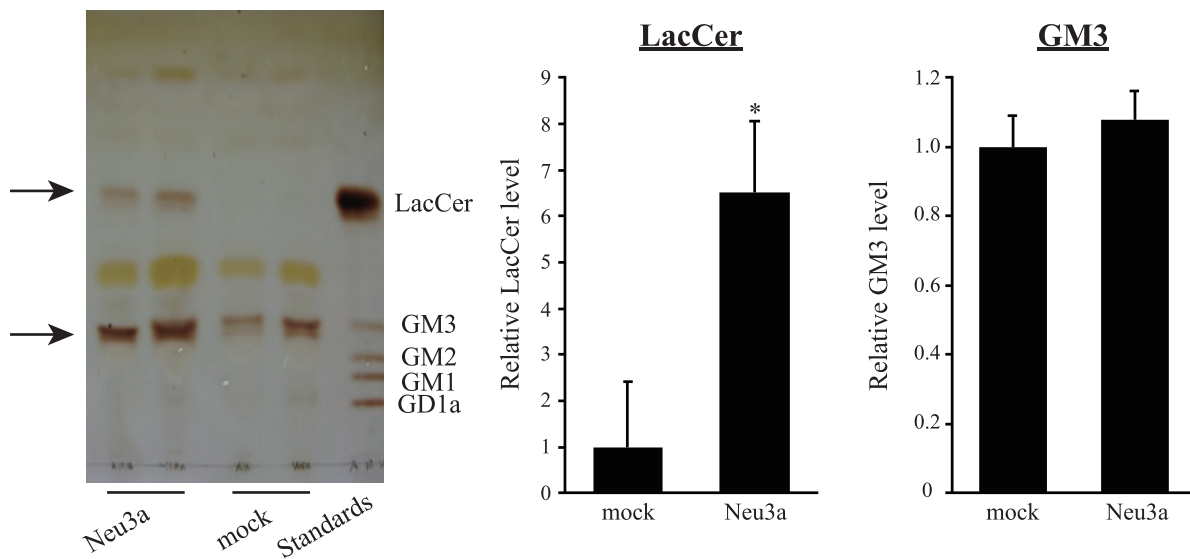 LacCer
GM3
GM2
GM1
GD1a
Neu3a
mock
Standards
LacCer
Relative LacCer level
9
8
7
6
5
4
3
2
1
0
*
mock
Neu3a
GM3
Relative GM3 level
1.2
1.0
0.8
0.6
0.4
0.2
0
mock
Neu3a